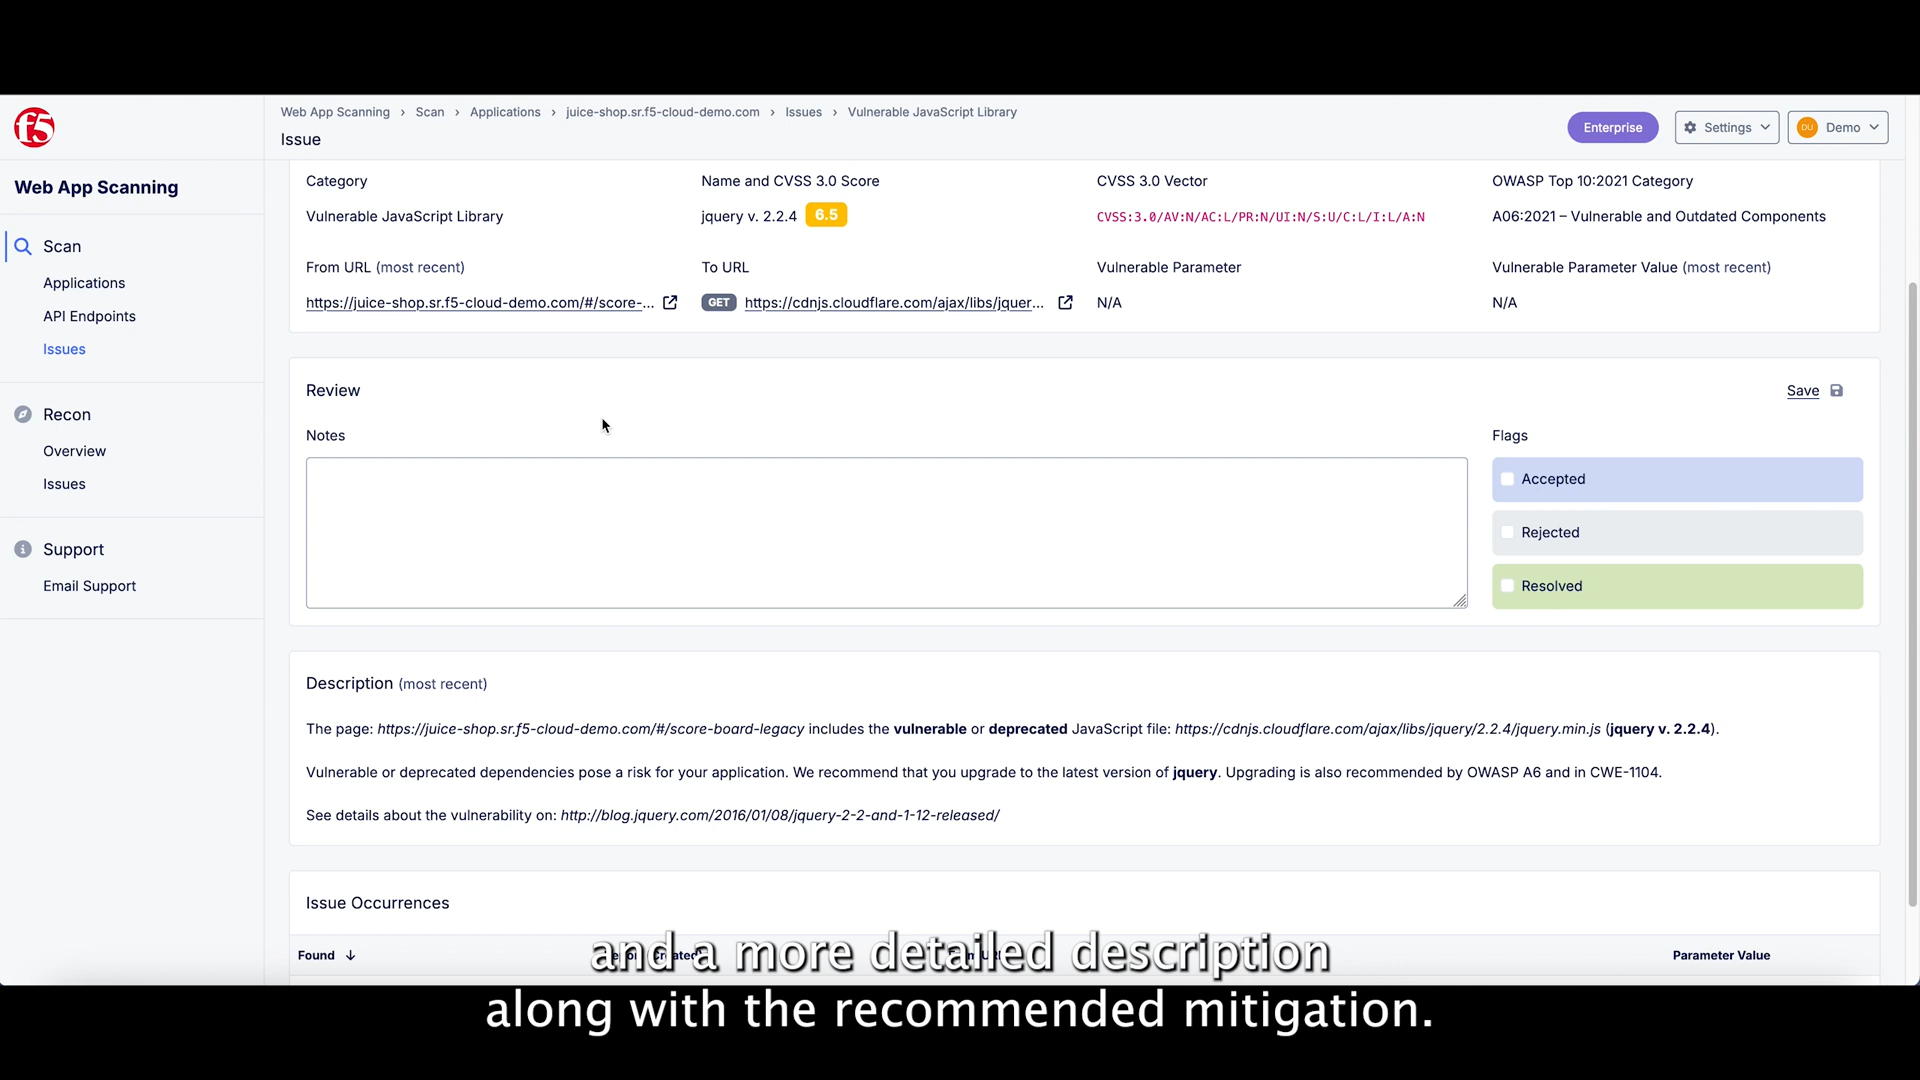 f5
Web App Scanning › Scan › Applications › juice-shop.sr.f5-cloud-demo.com › Issues › Vulnerable JavaScript Library
Issue
Enterprise
Settings
DU Demo
Web App Scanning
Scan
Applications
API Endpoints
Issues
Recon
Overview
Issues
Support
Email Support
Category
Name and CVSS 3.0 Score
CVSS 3.0 Vector
OWASP Top 10:2021 Category
Vulnerable JavaScript Library
jquery v. 2.2.4 6.5
CVSS:3.0/AV:N/AC:L/PR:N/UI:N/S:U/C:L/I:L/A:N
A06:2021 – Vulnerable and Outdated Components
From URL (most recent)
To URL
Vulnerable Parameter
Vulnerable Parameter Value (most recent)
https://juice-shop.sr.f5-cloud-demo.com/#/score-...
GET https://cdnjs.cloudflare.com/ajax/libs/jquer...
N/A
N/A
Review
Save
Notes
Flags
Accepted
Rejected
Resolved
Description (most recent)
The page: https://juice-shop.sr.f5-cloud-demo.com/#/score-board-legacy includes the vulnerable or deprecated JavaScript file: https://cdnjs.cloudflare.com/ajax/libs/jquery/2.2.4/jquery.min.js (jquery v. 2.2.4).
Vulnerable or deprecated dependencies pose a risk for your application. We recommend that you upgrade to the latest version of jquery. Upgrading is also recommended by OWASP A6 and in CWE-1104.
See details about the vulnerability on: http://blog.jquery.com/2016/01/08/jquery-2-2-and-1-12-released/
Issue Occurrences
Found
Parameter Value
and a more detailed description
along with the recommended mitigation.